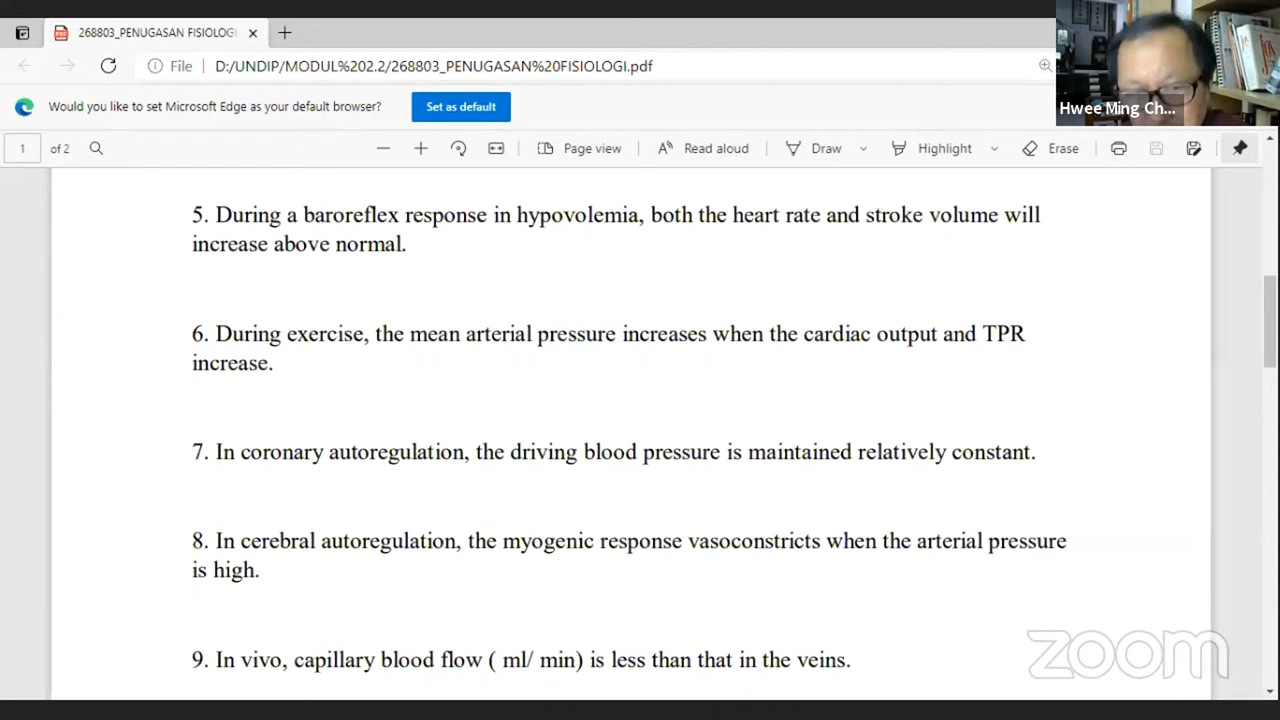 268803_PENUGASAN FISIOLOGI
File D:/UNDIP/MODUL%202.2/268803_PENUGASAN%20FISIOLOGI.pdf
Would you like to set Microsoft Edge as your default browser? Set as default
Hwee Ming Ch...
1 of 2 Page view Read aloud Draw Highlight Erase
5. During a baroreflex response in hypovolemia, both the heart rate and stroke volume will
increase above normal.
6. During exercise, the mean arterial pressure increases when the cardiac output and TPR
increase.
7. In coronary autoregulation, the driving blood pressure is maintained relatively constant.
8. In cerebral autoregulation, the myogenic response vasoconstricts when the arterial pressure
is high.
9. In vivo, capillary blood flow ( ml/ min) is less than that in the veins.
zoom